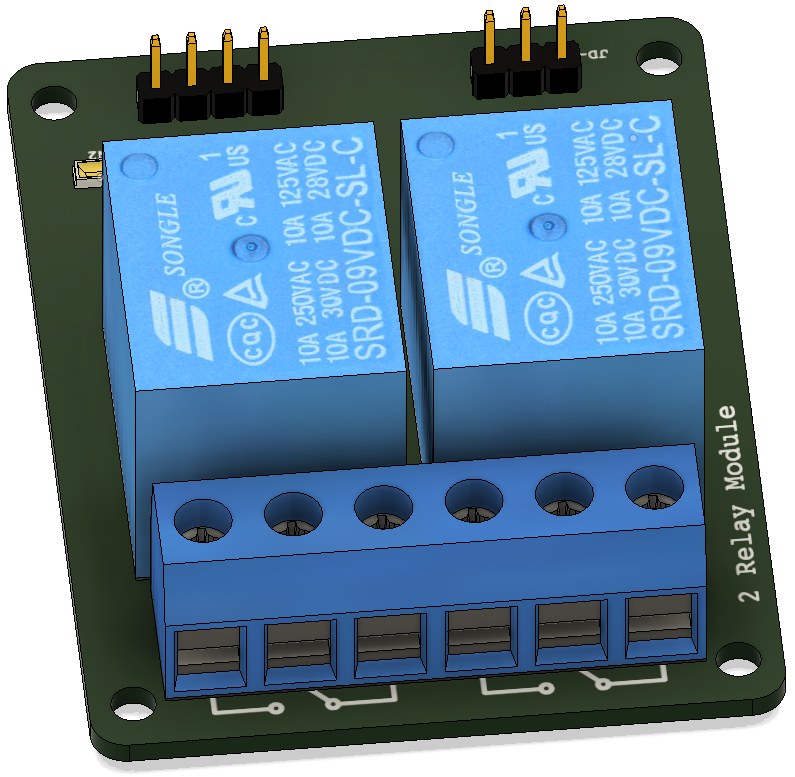 SONGLE
®
1
c US
CQC
10A 250VAC 10A 125VAC
10A 30VDC 10A 28VDC
SRD-09VDC-SL-C
SONGLE
®
1
c US
CQC
10A 250VAC 10A 125VAC
10A 30VDC 10A 28VDC
SRD-09VDC-SL-C
2 Relay Module